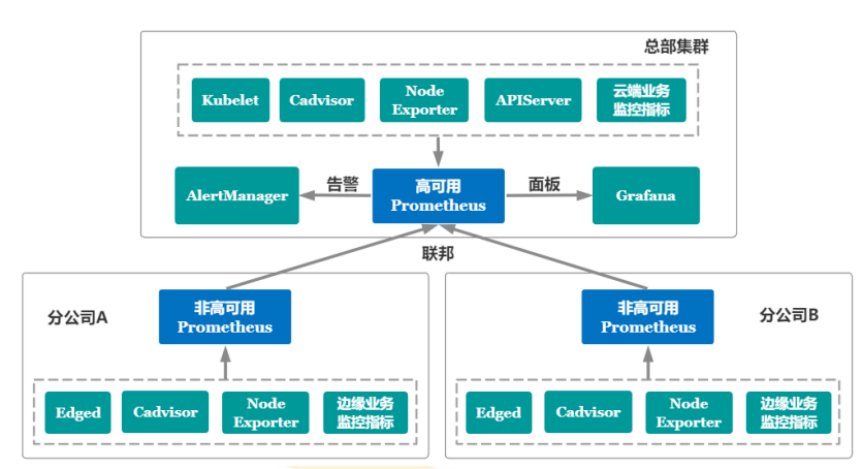 总部集群
Kubelet
Cadvisor
Node
Exporter
APIServer
云端业务
监控指标
AlertManager
告警
高可用
Prometheus
面板
Grafana
联邦
分公司A
非高可用
Prometheus
Edged
Cadvisor
Node
Exporter
边缘业务
监控指标
非高可用
Prometheus
分公司B
Edged
Cadvisor
Node
Exporter
边缘业务
监控指标